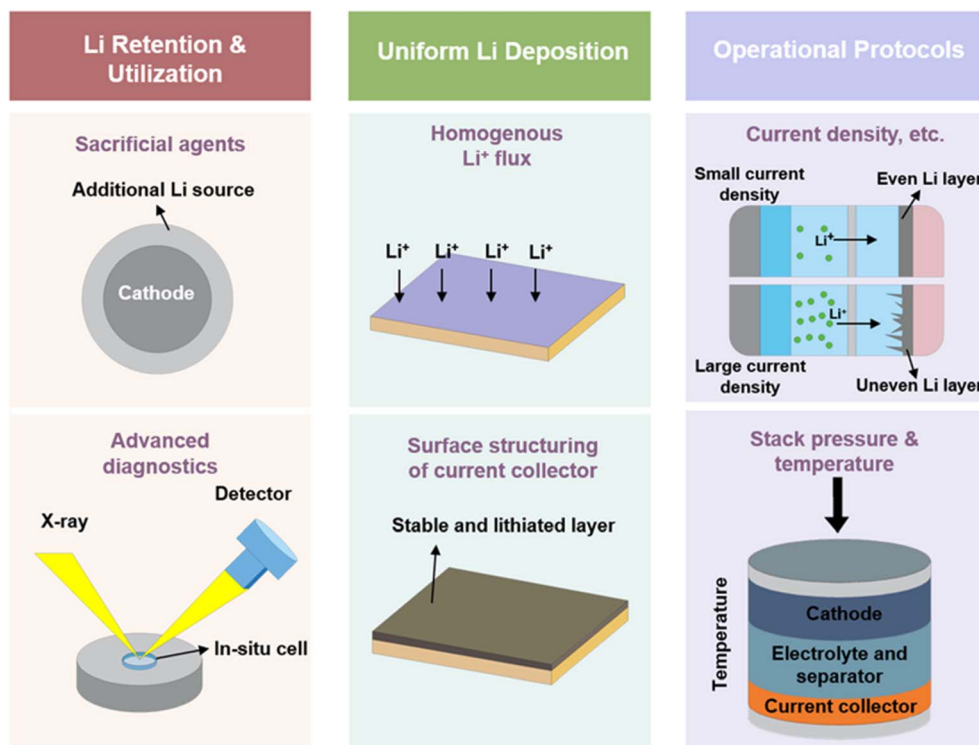 Li Retention &
Utilization
Uniform Li Deposition
Operational Protocols
Sacrificial agents
Additional Li source
Cathode
Homogenous
Li⁺ flux
Li⁺ Li⁺ Li⁺ Li⁺
Current density, etc.
Small current
density
Even Li layer
Li⁺
Li⁺
Large current
density
Uneven Li layer
Advanced
diagnostics
Detector
X-ray
In-situ cell
Surface structuring
of current collector
Stable and lithiated layer
Stack pressure &
temperature
Temperature
Cathode
Electrolyte and
separator
Current collector